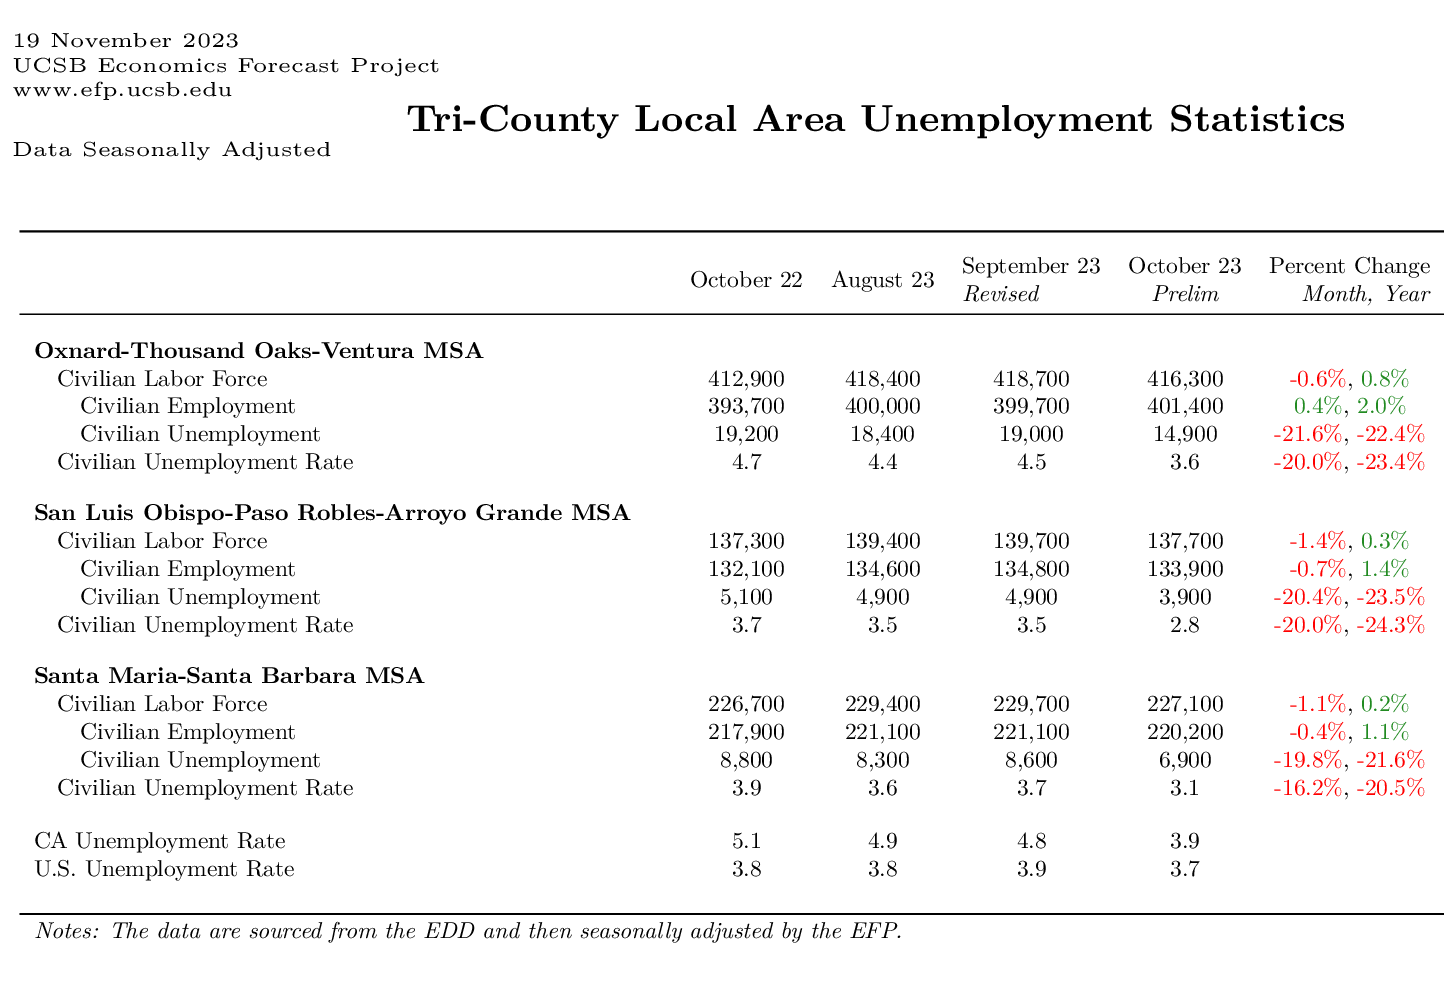 19 November 2023
UCSB Economics Forecast Project
www.efp.ucsb.edu
Tri-County Local Area Unemployment Statistics
Data Seasonally Adjusted
October 22 August 23 September 23 October 23 Percent Change
Revised Prelim Month, Year
Oxnard-Thousand Oaks-Ventura MSA
Civilian Labor Force 412,900 418,400 418,700 416,300 -0.6%, 0.8%
Civilian Employment 393,700 400,000 399,700 401,400 0.4%, 2.0%
Civilian Unemployment 19,200 18,400 19,000 14,900 -21.6%, -22.4%
Civilian Unemployment Rate 4.7 4.4 4.5 3.6 -20.0%, -23.4%
San Luis Obispo-Paso Robles-Arroyo Grande MSA
Civilian Labor Force 137,300 139,400 139,700 137,700 -1.4%, 0.3%
Civilian Employment 132,100 134,600 134,800 133,900 -0.7%, 1.4%
Civilian Unemployment 5,100 4,900 4,900 3,900 -20.4%, -23.5%
Civilian Unemployment Rate 3.7 3.5 3.5 2.8 -20.0%, -24.3%
Santa Maria-Santa Barbara MSA
Civilian Labor Force 226,700 229,400 229,700 227,100 -1.1%, 0.2%
Civilian Employment 217,900 221,100 221,100 220,200 -0.4%, 1.1%
Civilian Unemployment 8,800 8,300 8,600 6,900 -19.8%, -21.6%
Civilian Unemployment Rate 3.9 3.6 3.7 3.1 -16.2%, -20.5%
CA Unemployment Rate 5.1 4.9 4.8 3.9
U.S. Unemployment Rate 3.8 3.8 3.9 3.7
Notes: The data are sourced from the EDD and then seasonally adjusted by the EFP.